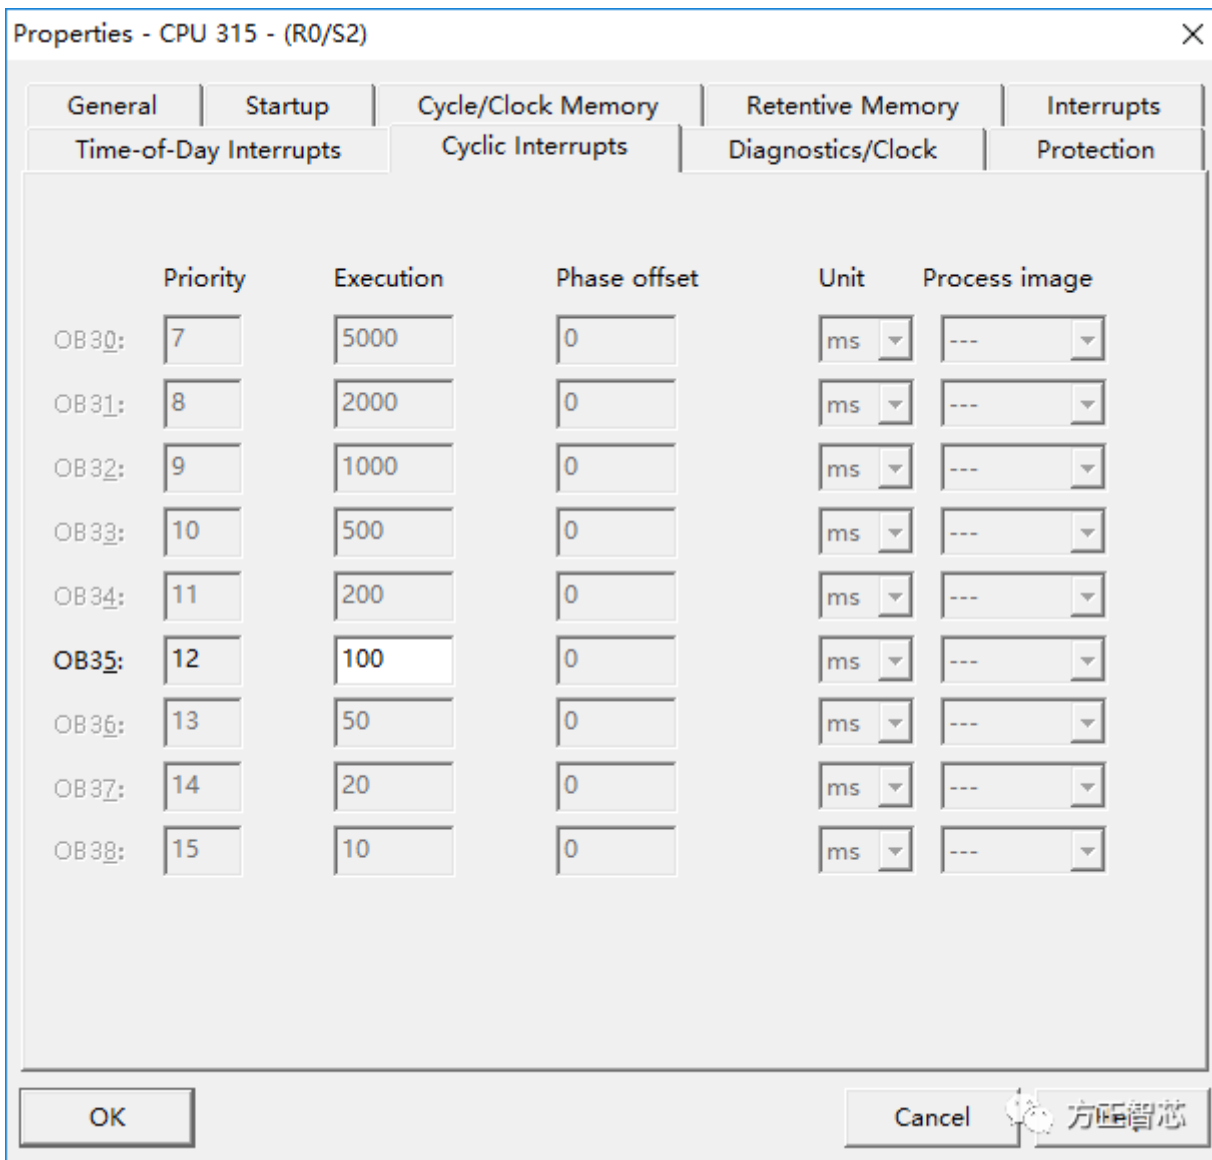 Properties - CPU 315 - (R0/S2)
General Startup Cycle/Clock Memory Retentive Memory Interrupts
Time-of-Day Interrupts Cyclic Interrupts Diagnostics/Clock Protection
Priority Execution Phase offset Unit Process image
OB30: 7 5000 0 ms ---
OB31: 8 2000 0 ms ---
OB32: 9 1000 0 ms ---
OB33: 10 500 0 ms ---
OB34: 11 200 0 ms ---
OB35: 12 100 0 ms ---
OB36: 13 50 0 ms ---
OB37: 14 20 0 ms ---
OB38: 15 10 0 ms ---
OK Cancel 方正智芯